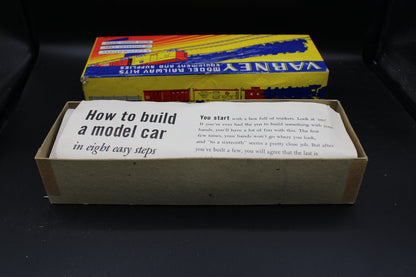 VARNEY
MODEL RAILWAY KITS
EQUIPMENT AND SUPPLIES
How to build
a model car
in eight easy steps
You start with a box full of makers. Look at one!
If you've ever had the yen to build something with your
hands, you'll have a lot of fun with this. The first
few times, your hands won't go where you look,
and "to a sixteenth" seems a pretty close job. But after
you've built a few, you will agree that the last is